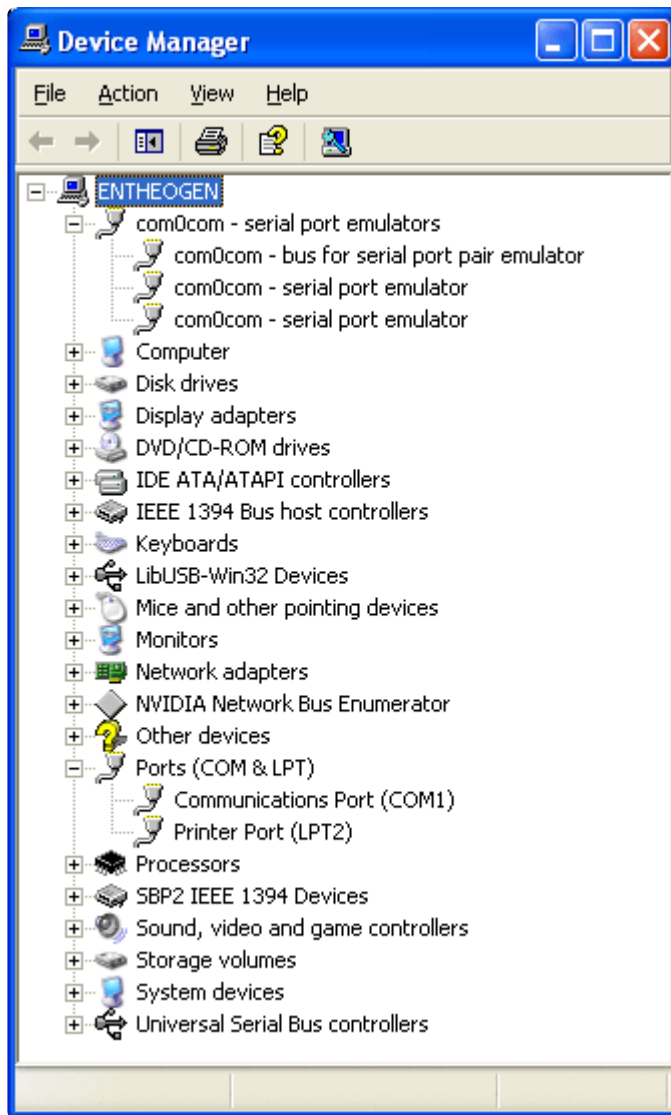 Device Manager
File Action View Help
ENTHEOGEN
com0com - serial port emulators
com0com - bus for serial port pair emulator
com0com - serial port emulator
com0com - serial port emulator
Computer
Disk drives
Display adapters
DVD/CD-ROM drives
IDE ATA/ATAPI controllers
IEEE 1394 Bus host controllers
Keyboards
LibUSB-Win32 Devices
Mice and other pointing devices
Monitors
Network adapters
NVIDIA Network Bus Enumerator
Other devices
Ports (COM & LPT)
Communications Port (COM1)
Printer Port (LPT2)
Processors
SBP2 IEEE 1394 Devices
Sound, video and game controllers
Storage volumes
System devices
Universal Serial Bus controllers